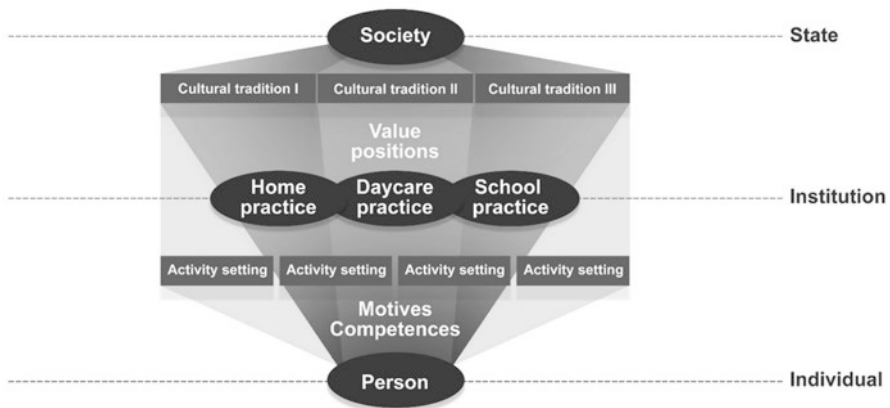 Society
State
Cultural tradition I
Cultural tradition II
Cultural tradition III
Value
positions
Home
practice
Daycare
practice
School
practice
Institution
Activity setting
Activity setting
Activity setting
Activity setting
Motives
Competences
Person
Individual